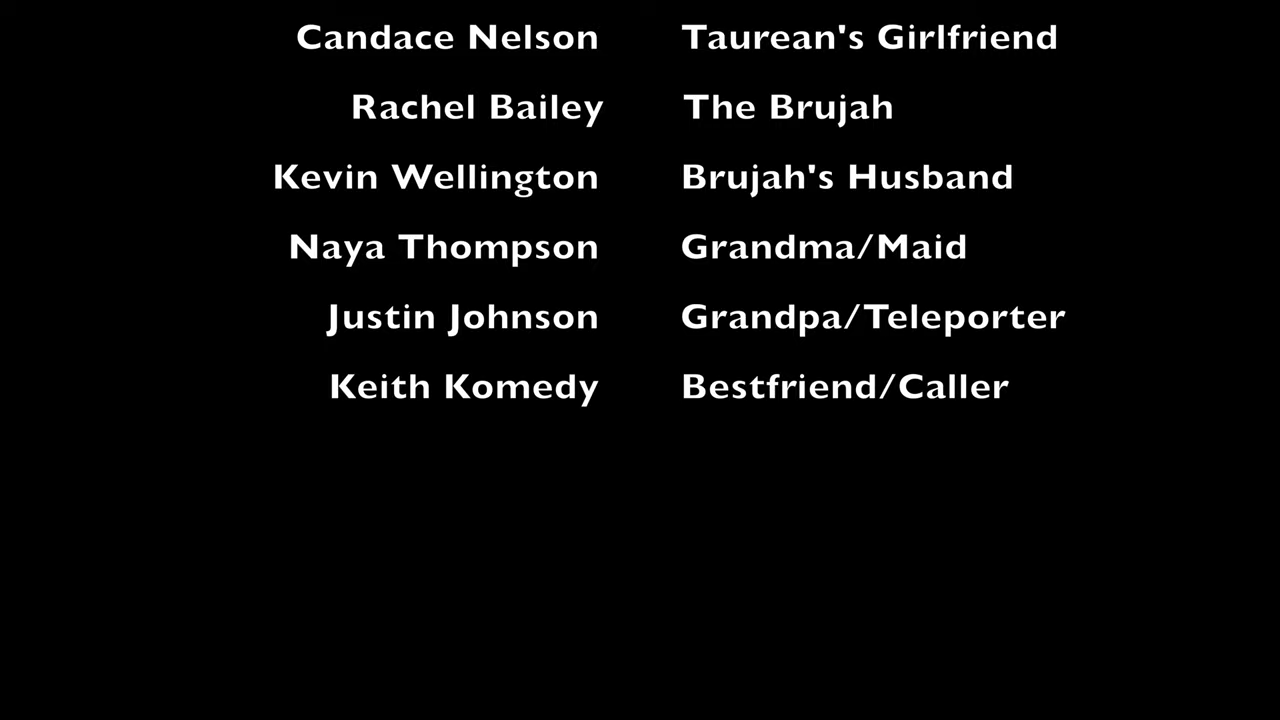 Candace Nelson Taurean's Girlfriend
Rachel Bailey The Brujah
Kevin Wellington Brujah's Husband
Naya Thompson Grandma/Maid
Justin Johnson Grandpa/Teleporter
Keith Komedy Bestfriend/Caller